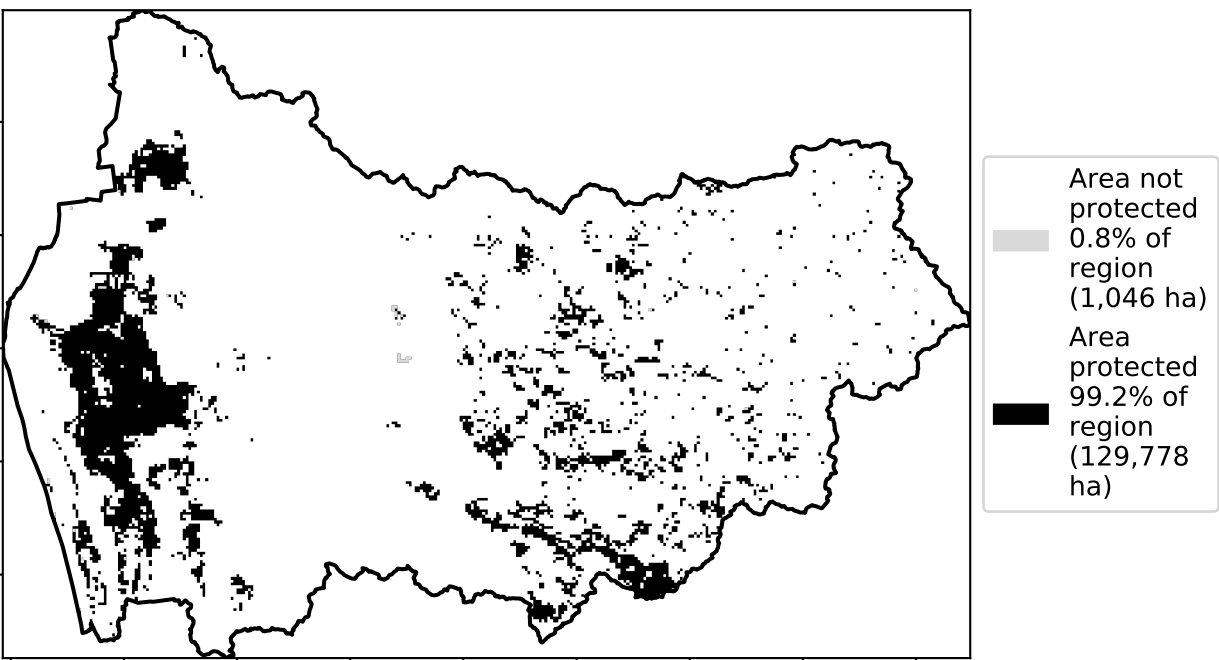 Area not
protected
0.8% of
region
(1,046 ha)
Area
protected
99.2% of
region
(129,778
ha)